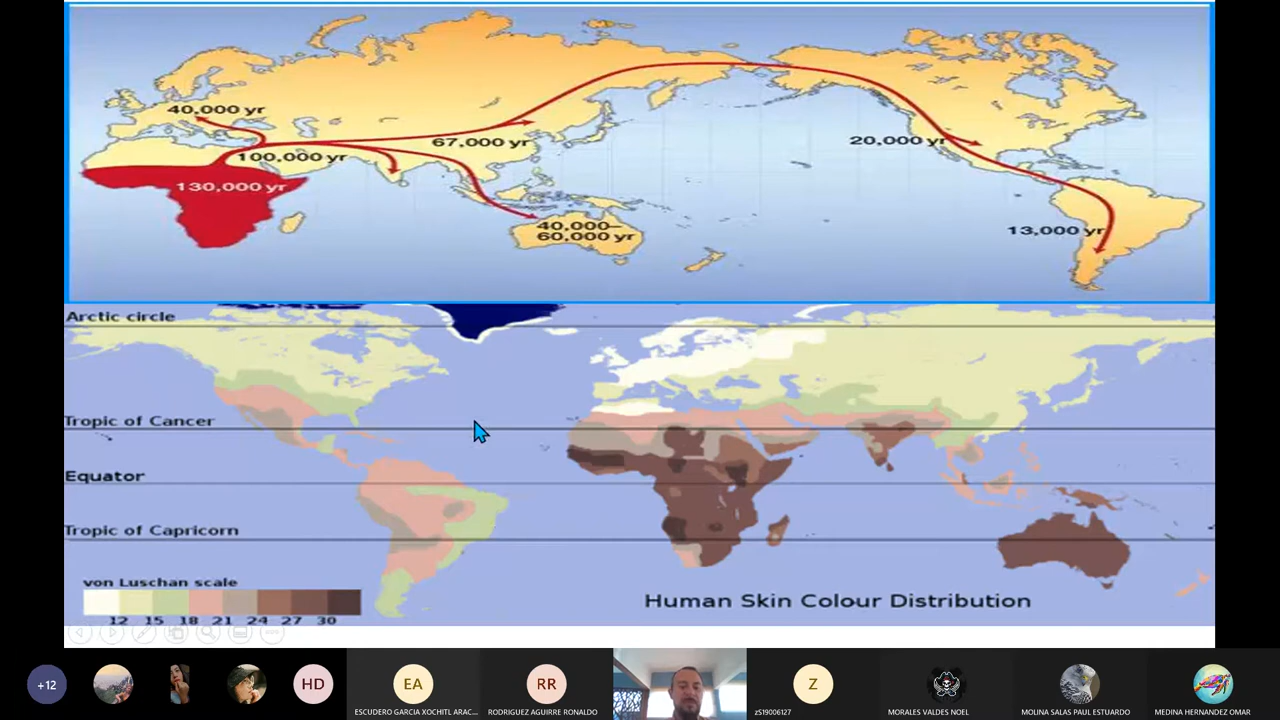 40,000 yr
67,000 yr
100,000 yr
130,000 yr
20,000 yr
40,000–
60,000 yr
13,000 yr
Arctic circle
Tropic of Cancer
Equator
Tropic of Capricorn
von Luschan scale
12 15 18 21 24 27 30
Human Skin Colour Distribution
+12
HD
EA
RR
Z
ESCUDERO GARCIA XOCHITL ARAC...
RODRIGUEZ AGUIRRE RONALDO
zS19006127
MORALES VALDES NOEL
MOLINA SALAS PAUL ESTUARDO
MEDINA HERNANDEZ OMAR